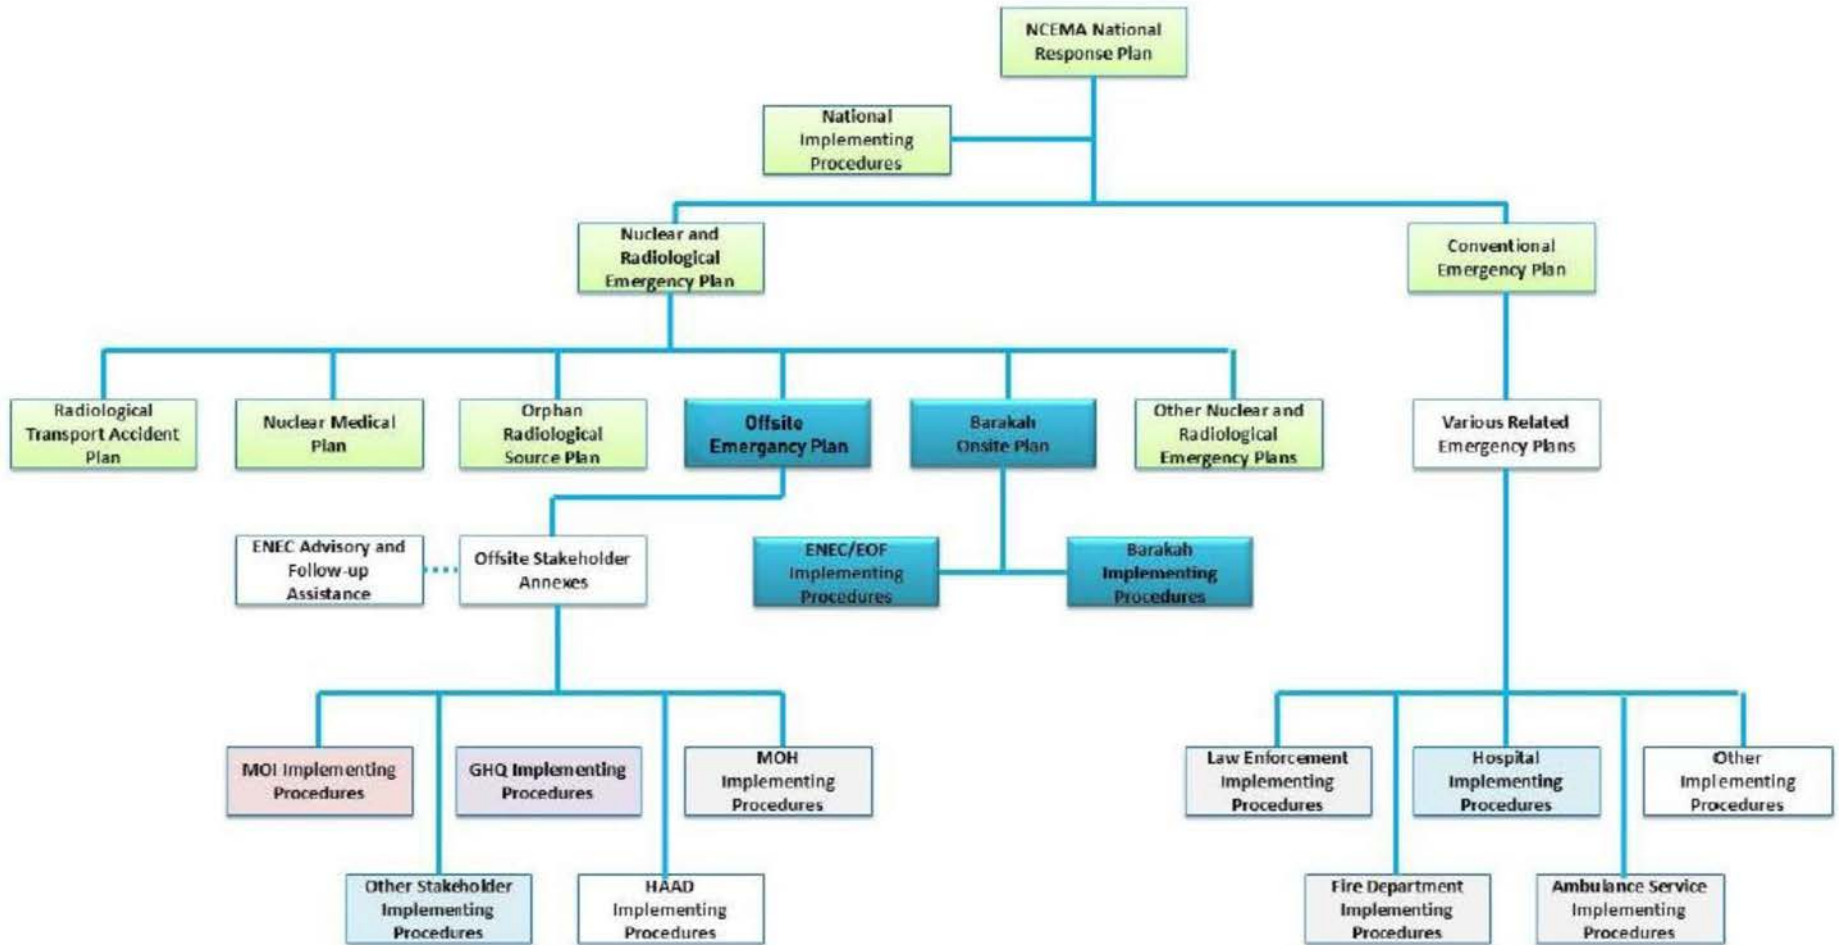 NCEMA National
Response Plan
National
Implementing
Procedures
Nuclear and
Radiological
Emergency Plan
Conventional
Emergency Plan
Radiological
Transport Accident
Plan
Nuclear Medical
Plan
Orphan
Radiological
Source Plan
Offsite
Emergancy Plan
Barakah
Onsite Plan
Other Nuclear and
Radiological
Emergency Plans
Various Related
Emergency Plans
ENEC Advisory and
Follow-up
Assistance
Offsite Stakeholder
Annexes
ENEC/EOF
Implementing
Procedures
Barakah
Implementing
Procedures
MOI Implementing
Procedures
GHQ Implementing
Procedures
MOH
Implementing
Procedures
Law Enforcement
Implementing
Procedures
Hospital
Implementing
Procedures
Other
Implementing
Procedures
Other Stakeholder
Implementing
Procedures
HAAD
Implementing
Procedures
Fire Department
Implementing
Procedures
Ambulance Service
Implementing
Procedures